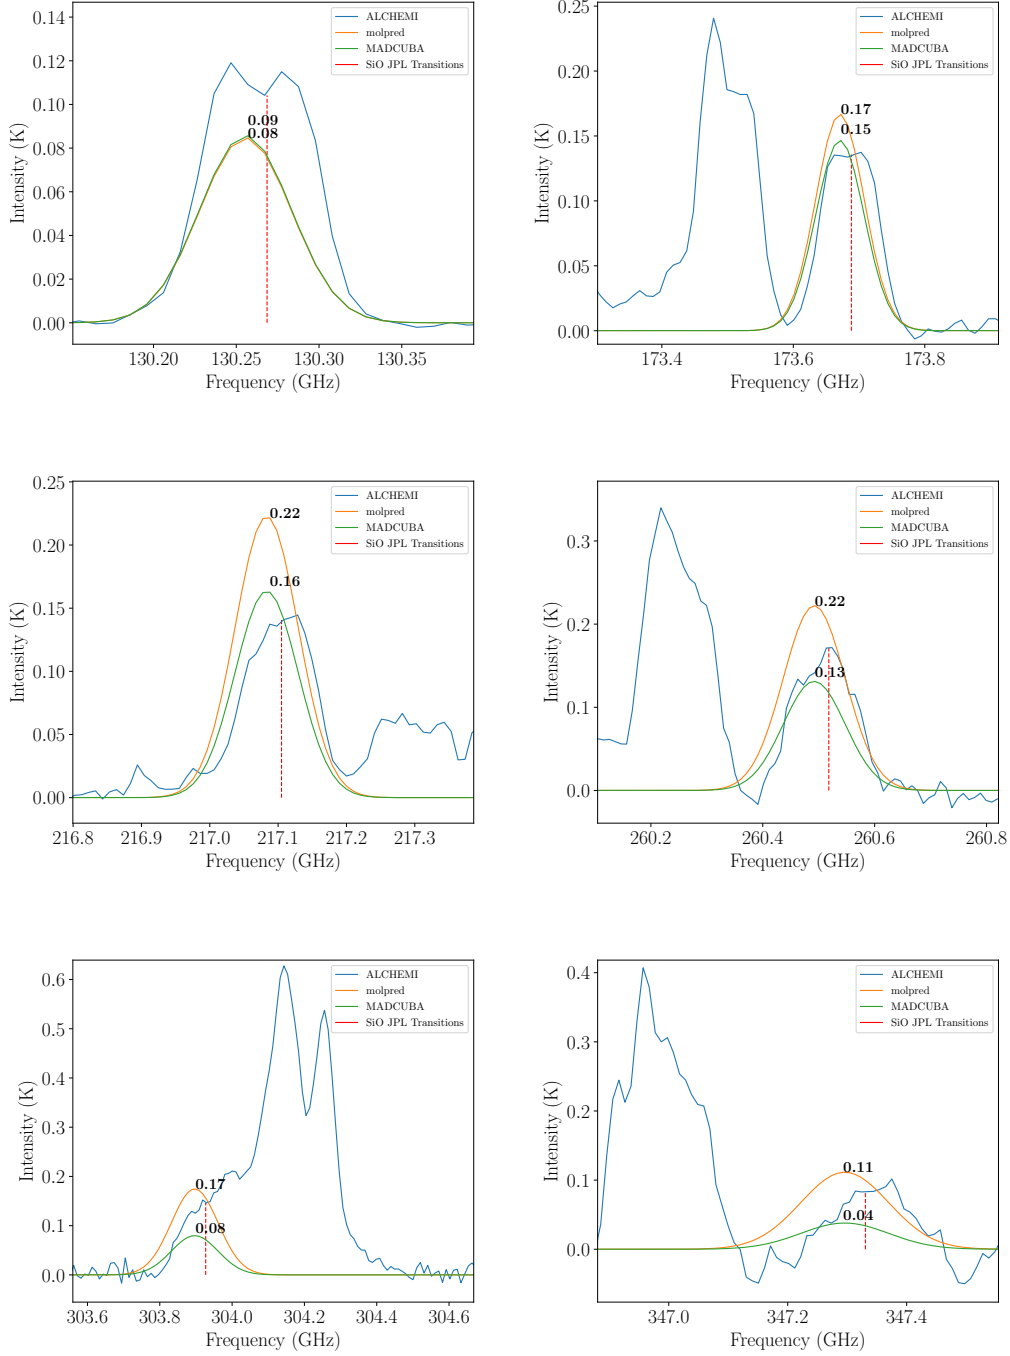 0.14
0.12
0.10
0.08
0.06
0.04
0.02
0.00
Intensity (K)
ALCHEMI
molpred
MADCUBA
SiO JPL Transitions
0.09
0.08
130.20
130.25
130.30
130.35
Frequency (GHz)
0.25
0.20
0.15
0.10
0.05
0.00
Intensity (K)
ALCHEMI
molpred
MADCUBA
SiO JPL Transitions
0.17
0.15
173.4
173.6
173.8
Frequency (GHz)
0.25
0.20
0.15
0.10
0.05
0.00
Intensity (K)
ALCHEMI
molpred
MADCUBA
SiO JPL Transitions
0.22
0.16
216.8
216.9
217.0
217.1
217.2
217.3
Frequency (GHz)
0.3
0.2
0.1
0.0
Intensity (K)
ALCHEMI
molpred
MADCUBA
SiO JPL Transitions
0.22
0.13
260.2
260.4
260.6
260.8
Frequency (GHz)
0.6
0.5
0.4
0.3
0.2
0.1
0.0
Intensity (K)
ALCHEMI
molpred
MADCUBA
SiO JPL Transitions
0.17
0.08
303.6
303.8
304.0
304.2
304.4
304.6
Frequency (GHz)
0.4
0.3
0.2
0.1
0.0
Intensity (K)
ALCHEMI
molpred
MADCUBA
SiO JPL Transitions
0.11
0.04
347.0
347.2
347.4
Frequency (GHz)